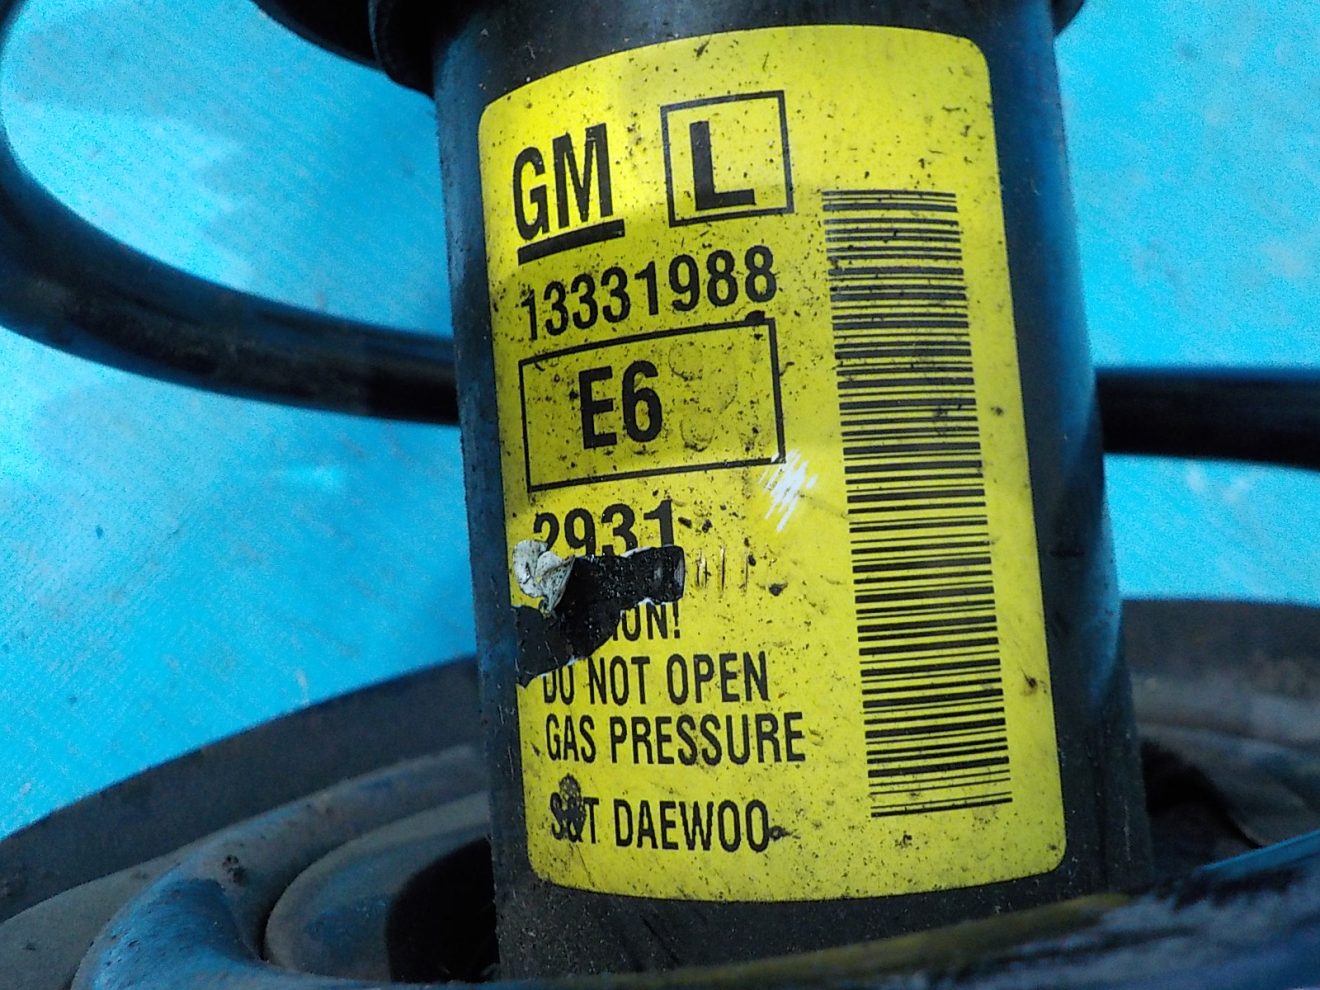 GM L
13331988
E6
2931
DO NOT OPEN
GAS PRESSURE
S&T DAEWOO